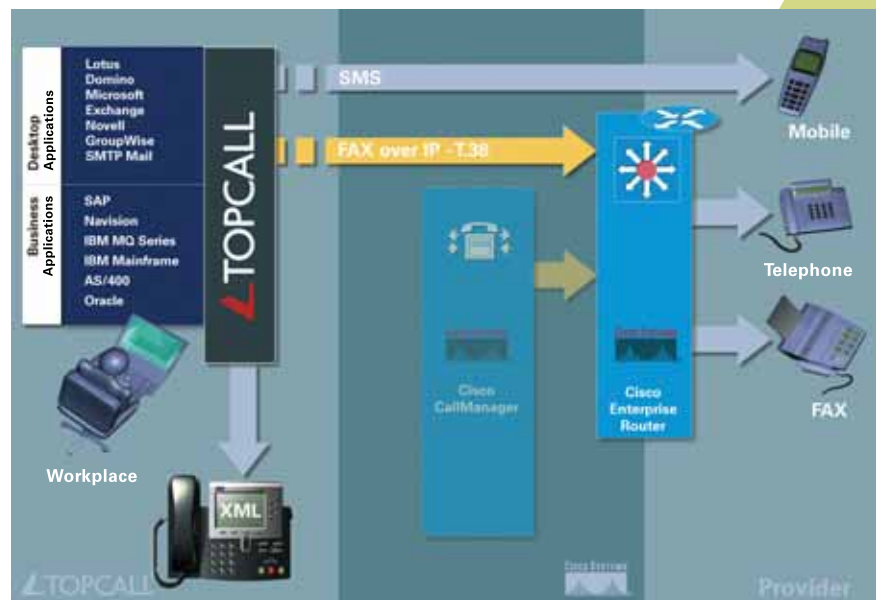 Desktop
Applications
Lotus
Domino
Microsoft
Exchange
Novell
GroupWise
SMTP Mail
Business
Applications
SAP
Navision
IBM MQ Series
IBM Mainframe
AS/400
Oracle
TOPCALL
SMS
FAX over IP -T.38
Mobile
Telephone
FAX
Cisco
CallManager
Cisco
Enterprise
Router
Workplace
XML
TOPCALL
CISCO SYSTEMS
Provider